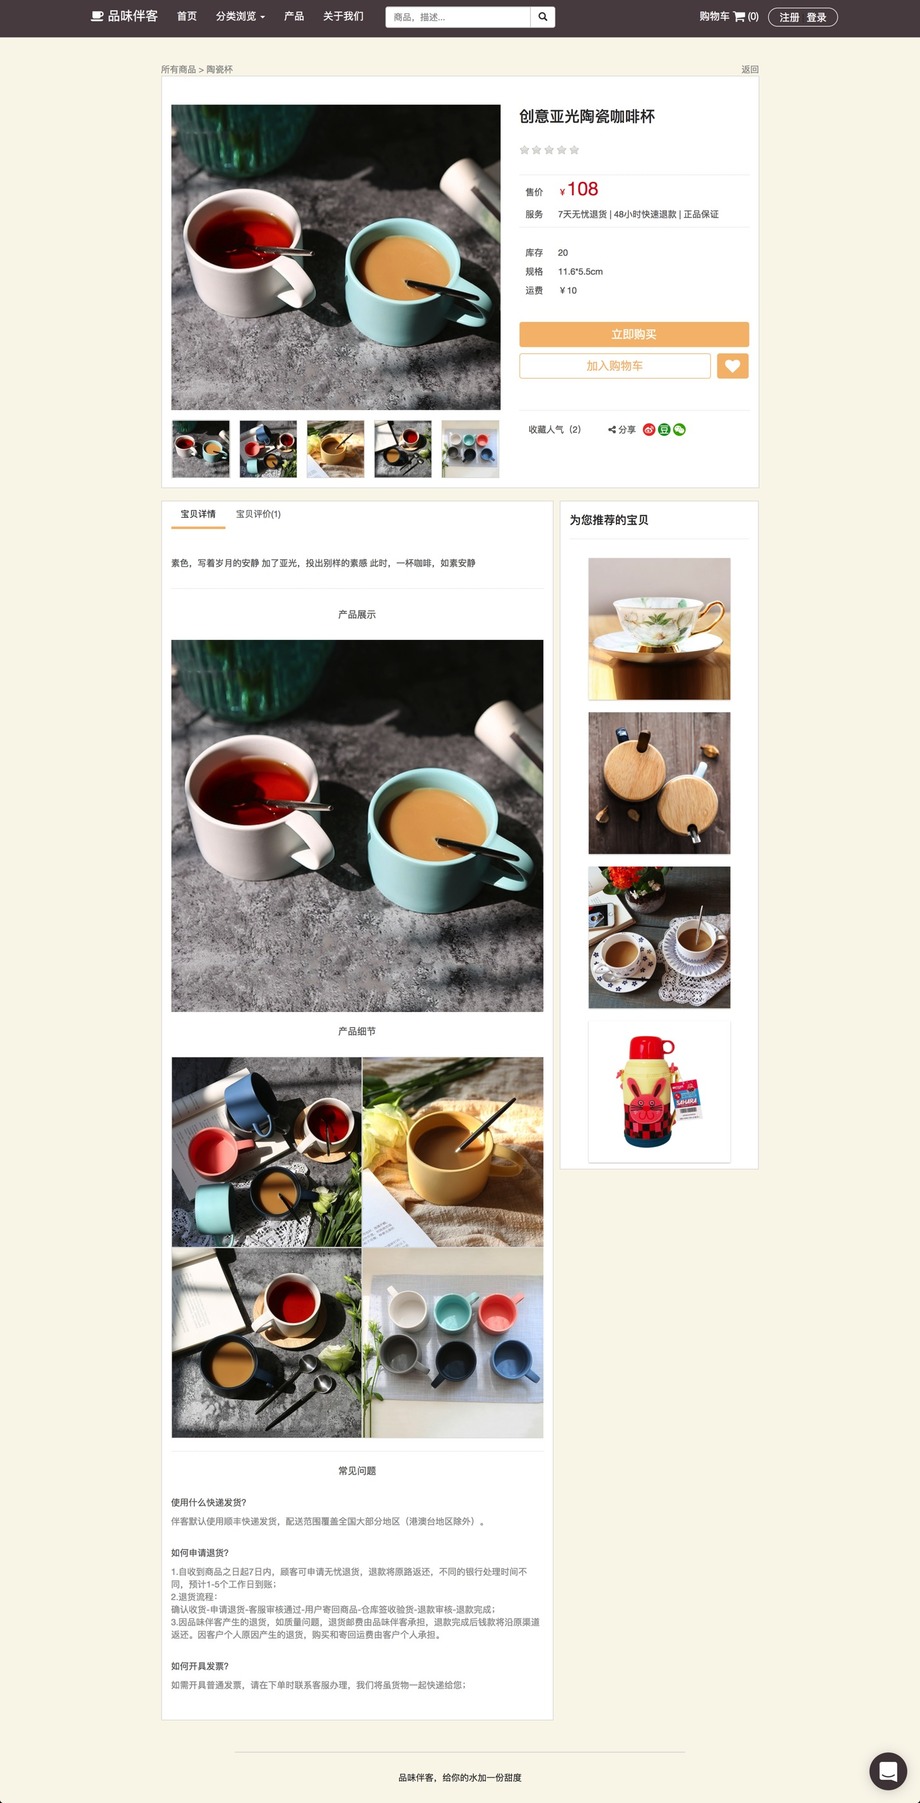 品味伴客 首页 分类浏览 产品 关于我们 商品，描述... 购物车 (0) 注册 登录
所有商品 > 陶瓷杯 返回
创意亚光陶瓷咖啡杯
售价 ¥108
服务 7天无忧退货 | 48小时快速退款 | 正品保证
库存 20
规格 11.6*5.5cm
运费 ¥10
立即购买
加入购物车
收藏人气（2） 分享 豆
宝贝详情 宝贝评价(1)
素色，写着岁月的安静 加了亚光，投出别样的素感 此时，一杯咖啡，如素安静
产品展示
产品细节
常见问题
使用什么快递发货?
伴客默认使用顺丰快递发货，配送范围覆盖全国大部分地区（港澳台地区除外）。
如何申请退货?
1.自收到商品之日起7日内，顾客可申请无忧退货，退款将原路返还，不同的银行处理时间不
同，预计1-5个工作日到账；
2.退货流程：
确认收货-申请退货-客服审核通过-用户寄回商品-仓库签收验货-退款审核-退款完成；
3.因品味伴客产生的退货，如质量问题，退货邮费由品味伴客承担，退款完成后钱款将沿原渠道
返还。因客户个人原因产生的退货，购买和寄回运费由客户个人承担。
如何开具发票?
如需开具普通发票，请在下单时联系客服办理，我们将虽货物一起快递给您；
为您推荐的宝贝
SAHARA
品味伴客，给你的水加一份甜度